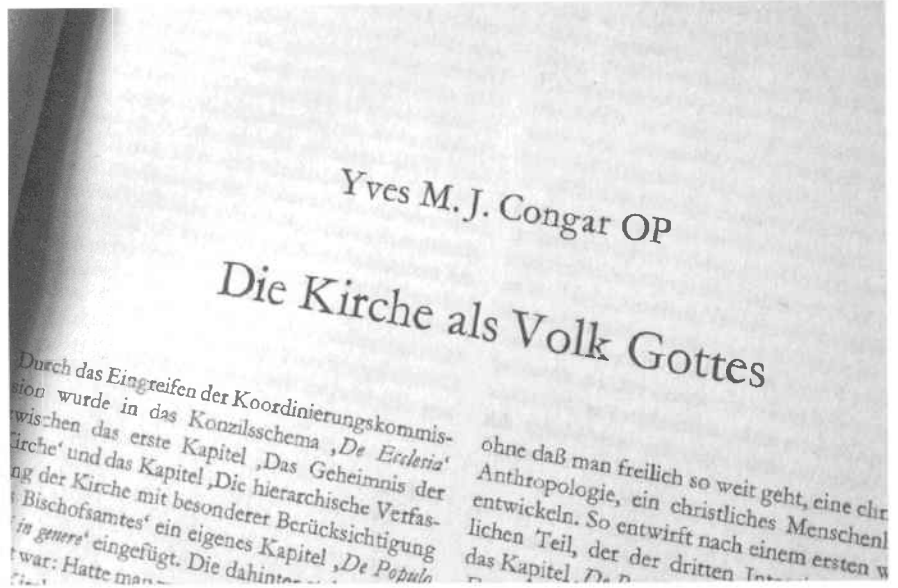 Yves M. J. Congar OP
Die Kirche als Volk Gottes
Durch das Eingreifen der Koordinierungskommis-
sion wurde in das Konzilsschema ‚De Ecclesia‘
wischen das erste Kapitel ‚Das Geheimnis der
Kirche‘ und das Kapitel ‚Die hierarchische Verfas-
ng der Kirche mit besonderer Berücksichtigung
s Bischofsamtes‘ ein eigenes Kapitel ‚De Populo
in genere‘ eingefügt. Die
t war: Hatte man
ohne daß man freilich so weit geht, eine chr
Anthropologie, ein christliches Menschenl
entwickeln. So entwirft nach einem ersten w
lichen Teil, der der dritten
das Kapitel